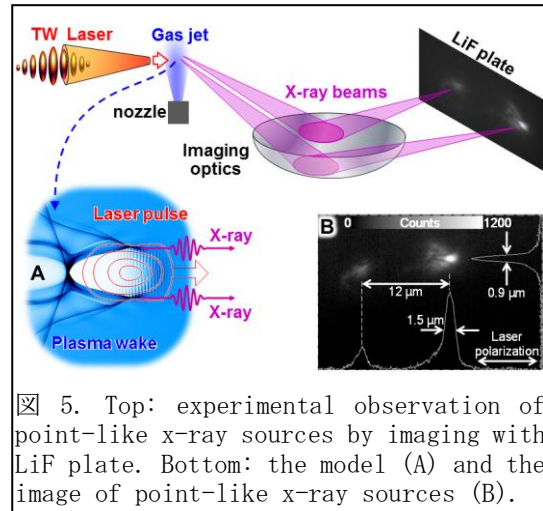 TW Laser
Gas jet
LiF plate
X-ray beams
nozzle
Imaging
optics
Laser pulse
X-ray
A
X-ray
Plasma wake
B
0 Counts 1200
12 µm
0.9 µm
1.5 µm
Laser
polarization
図 5. Top: experimental observation of
point-like x-ray sources by imaging with
LiF plate. Bottom: the model (A) and the
image of point-like x-ray sources (B).